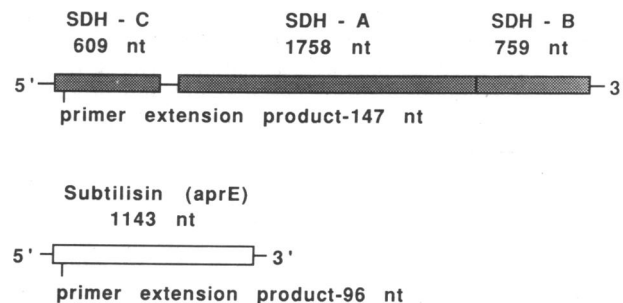 SDH - C SDH - A SDH - B
609 nt 1758 nt 759 nt
5' 3
primer extension product-147 nt
Subtilisin (aprE)
1143 nt
5' 3'
primer extension product-96 nt